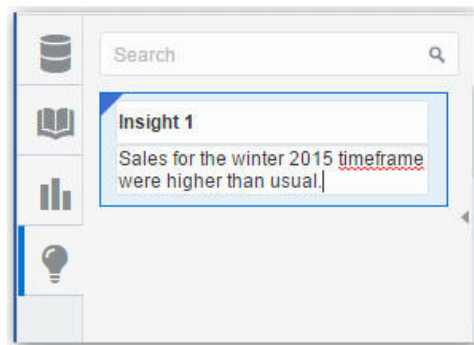 Search
Insight 1
Sales for the winter 2015 timeframe
were higher than usual.